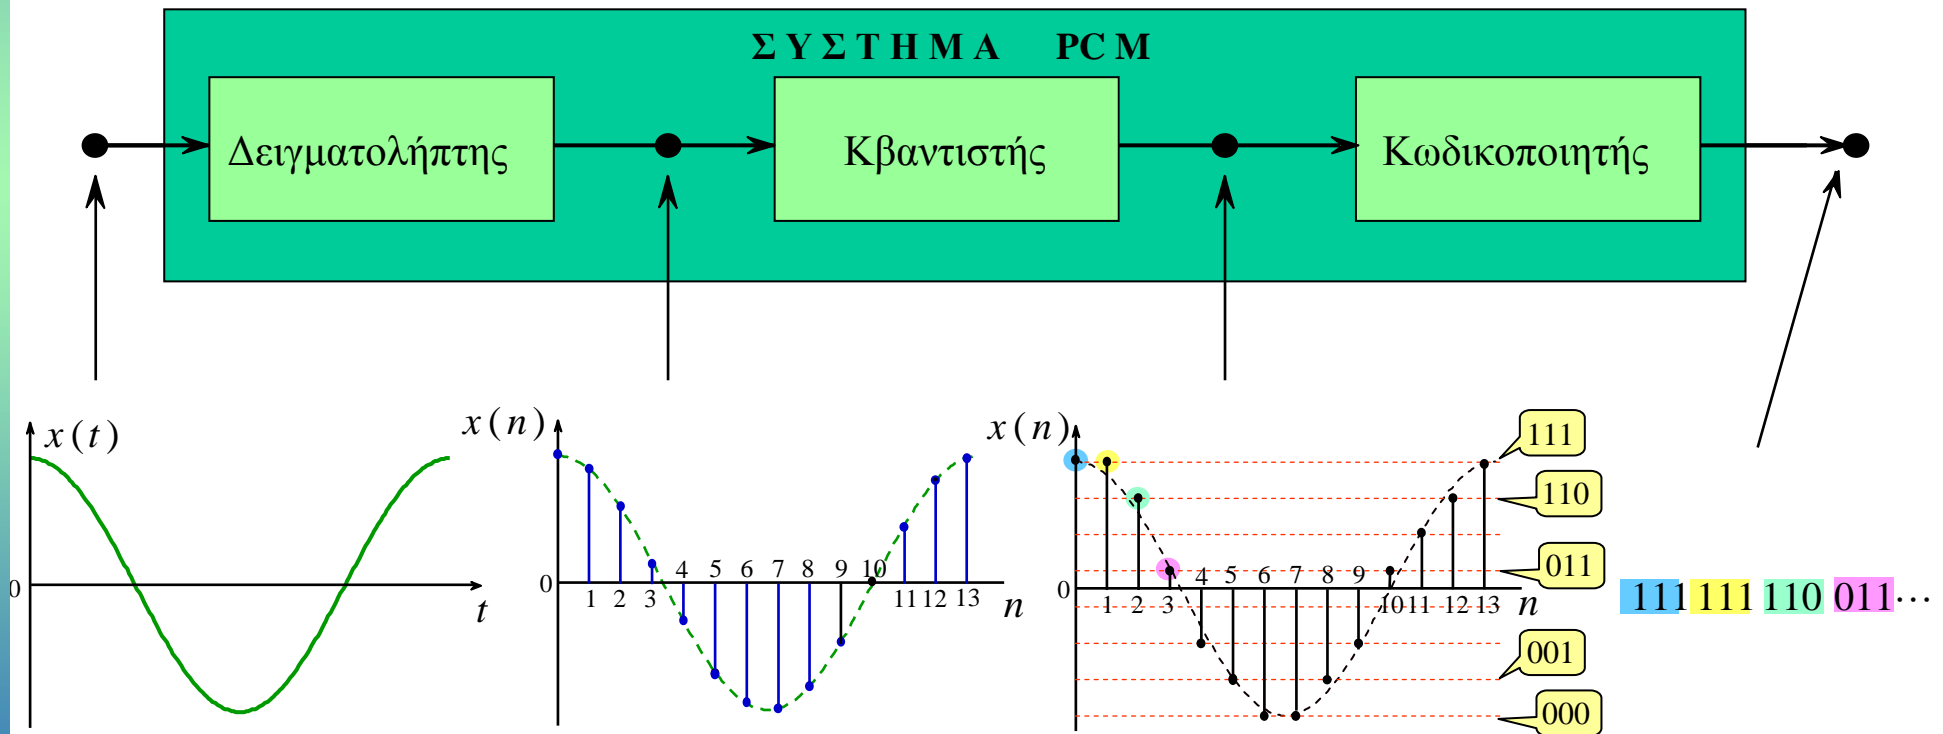 Σ Υ Σ Τ Η Μ Α PC M
Δειγματολήπτης
Κβαντιστής
Κωδικοποιητής
x(t)
0
t
x(n)
0
4 5 6 7 8 9 10
1 2 3 11 12 13
n
x(n)
0
4 5 6 7 8 9
1 2 3 10 11 12 13
n
111
110
011
001
000
111 111 110 011...